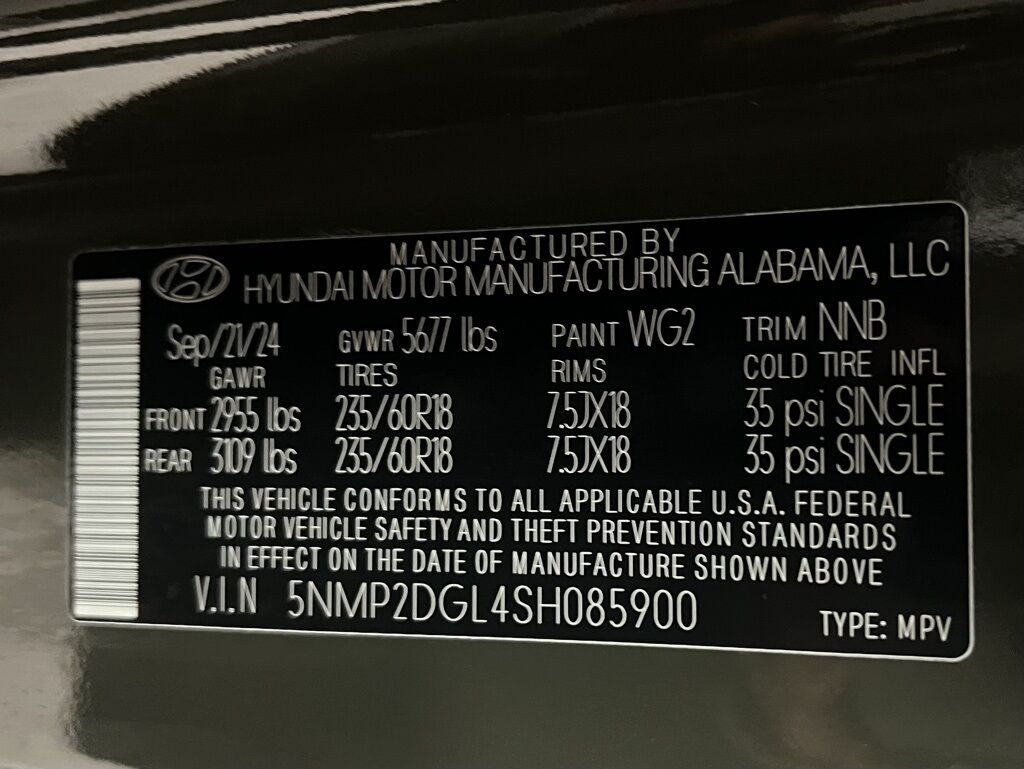 MANUFACTURED BY
HYUNDAI MOTOR MANUFACTURING ALABAMA, LLC
Sep/21/24 GVWR 5677 lbs PAINT WG2 TRIM NNB
GAWR TIRES RIMS COLD TIRE INFL
FRONT 2955 lbs 235/60R18 7.5JX18 35 psi SINGLE
REAR 3109 lbs 235/60R18 7.5JX18 35 psi SINGLE
THIS VEHICLE CONFORMS TO ALL APPLICABLE U.S.A. FEDERAL
MOTOR VEHICLE SAFETY AND THEFT PREVENTION STANDARDS
IN EFFECT ON THE DATE OF MANUFACTURE SHOWN ABOVE
V.I.N 5NMP2DGL4SH085900 TYPE: MPV